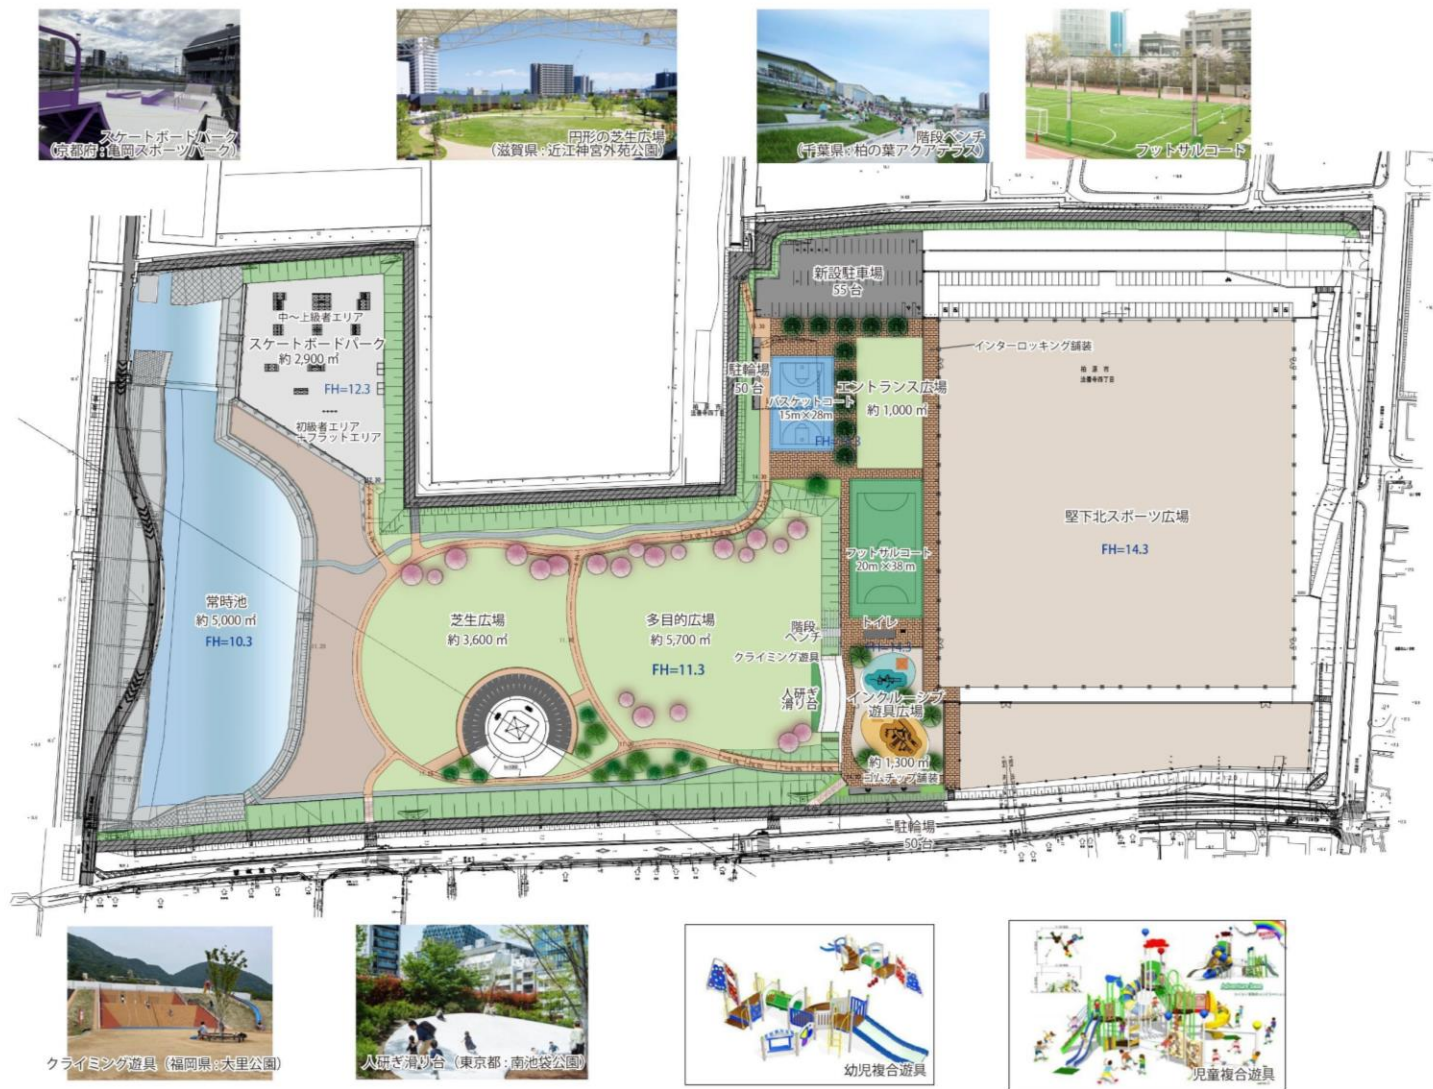 スケートボードパーク
（京都府：亀岡スポーツパーク）
円形の芝生広場
（滋賀県：近江神宮外苑公園）
階段ベンチ
（千葉県：柏の葉アクアテラス）
フットサルコート
新設駐車場
55台
中～上級者エリア
スケートボードパーク
約 2,900 ㎡
FH=12.3
初級者エリア
＋フラットエリア
駐輪場
50 台
バスケットコート
15m×28m
エントランス広場
約 1,000 ㎡
インターロッキング舗装
堅下北スポーツ広場
FH=14.3
フットサルコート
20m×38 m
トイレ
常時池
約 5,000 ㎡
FH=10.3
芝生広場
約 3,600 ㎡
多目的広場
約 5,700 ㎡
FH=11.3
階段
ベンチ
クライミング遊具
人研ぎ
滑り台
インクルーシブ
遊具広場
約 1,300 ㎡
ゴムチップ舗装
駐輪場
50 台
クライミング遊具（福岡県：大里公園）
人研ぎ滑り台（東京都：南池袋公園）
幼児複合遊具
児童複合遊具